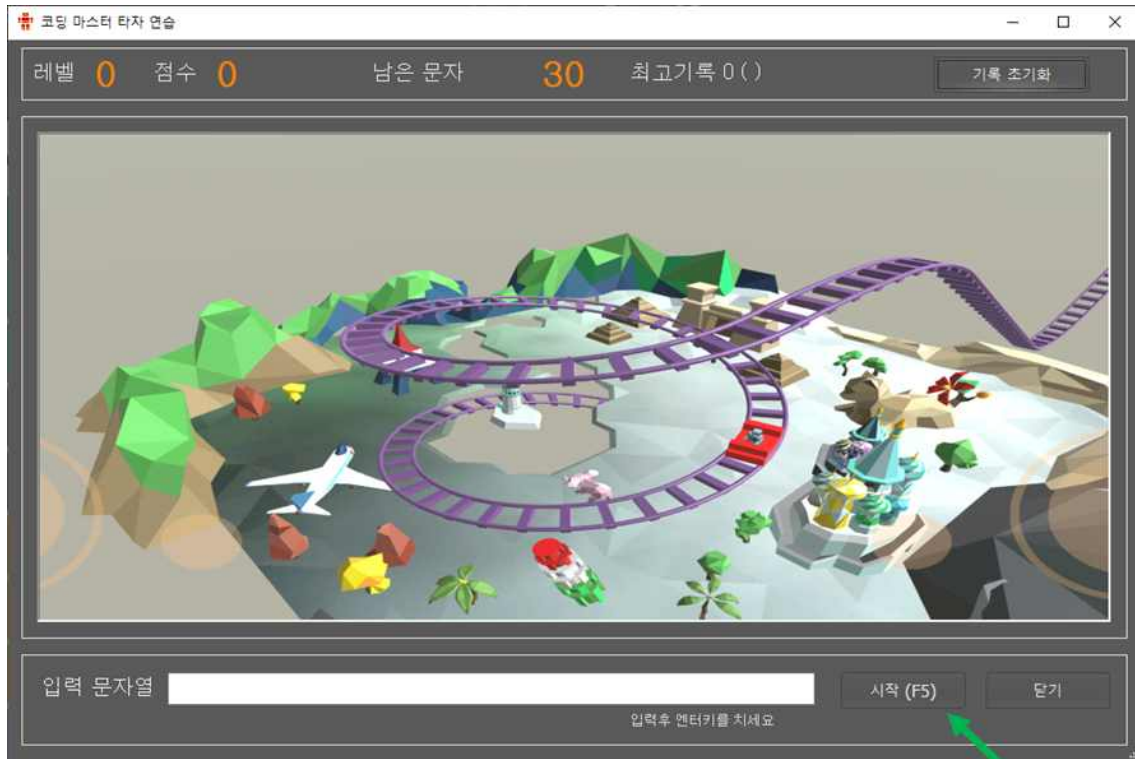 코딩 마스터 타자 연습
레벨 0 점수 0 남은 문자 30 최고기록 0 ( ) 기록 초기화
입력 문자열 시작 (F5) 닫기
입력후 엔터키를 치세요